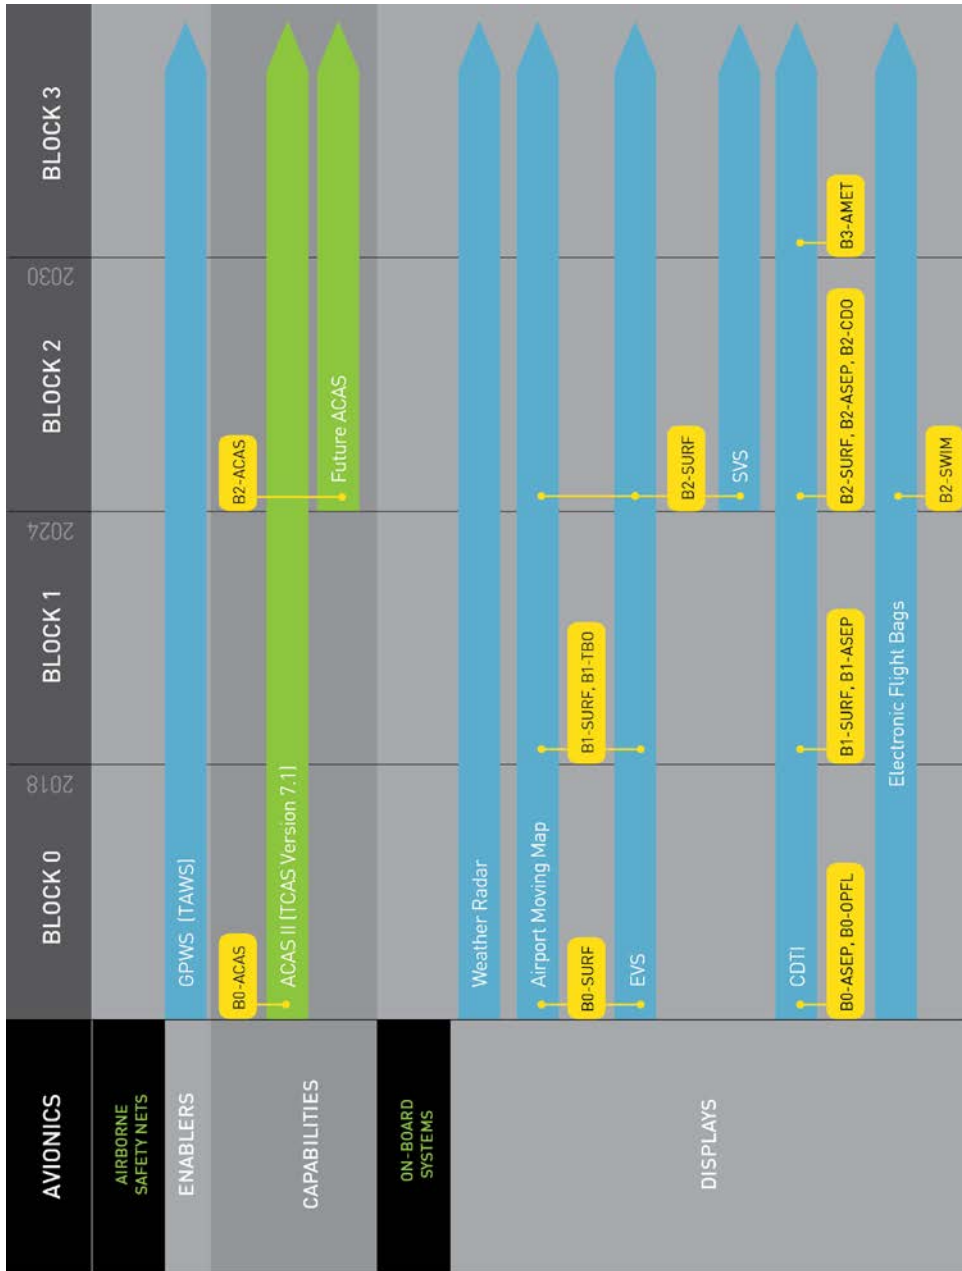 AVIONICS
BLOCK 0
2018
BLOCK 1
2024
BLOCK 2
2030
BLOCK 3
AIRBORNE
SAFETY NETS
ENABLERS
GPWS (TAWS)
CAPABILITIES
B0-ACAS
B2-ACAS
ACAS II (TCAS Version 7.1)
Future ACAS
ON-BOARD
SYSTEMS
DISPLAYS
Weather Radar
Airport Moving Map
B0-SURF
B1-SURF, B1-TBO
EVS
B2-SURF
SVS
CDTI
B0-ASEP, B0-OPFL
B1-SURF, B1-ASEP
B2-SURF, B2-ASEP, B2-CDO
B3-AMET
Electronic Flight Bags
B2-SWIM